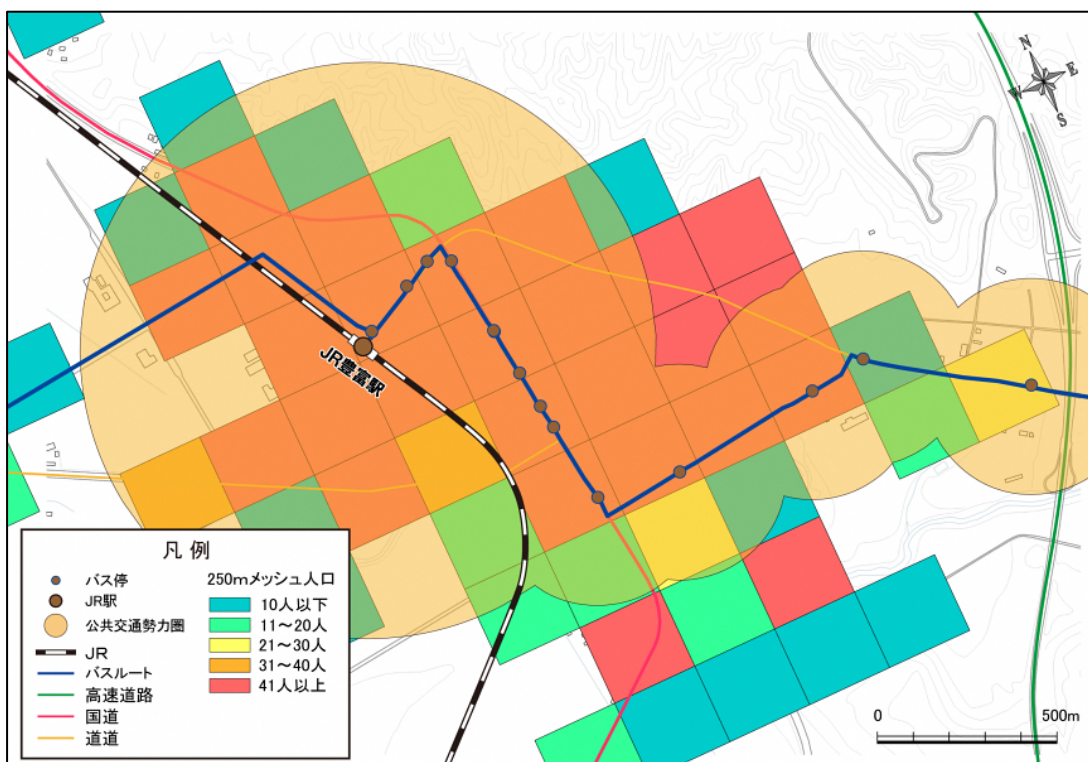 N
W
E
S
JR豊富駅
凡例
バス停
JR駅
公共交通勢力圏
JR
バスルート
高速道路
国道
道道
250mメッシュ人口
10人以下
11～20人
21～30人
31～40人
41人以上
0 500m